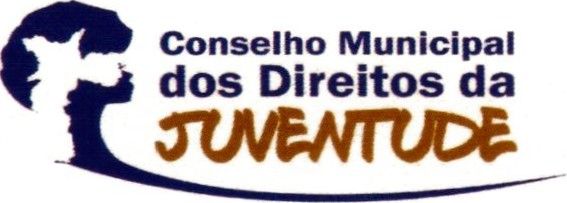 Conselho Municipal
dos Direitos da
JUVENTUDE